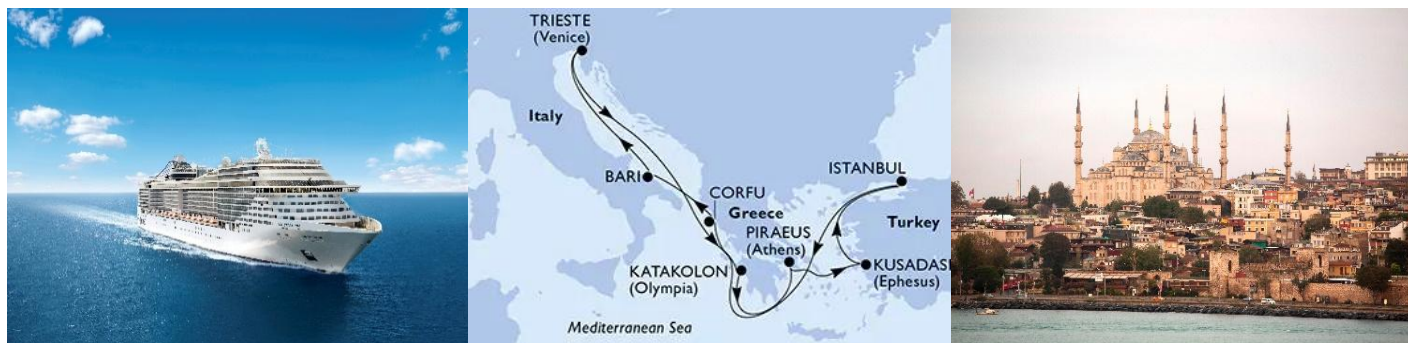 TRIESTE
(Venice)
Italy
BARI
ISTANBUL
CORFU
Greece
Turkey
PIRAEUS
(Athens)
KATAKOLON
(Olympia)
KUSADASI
(Ephesus)
Mediterranean Sea